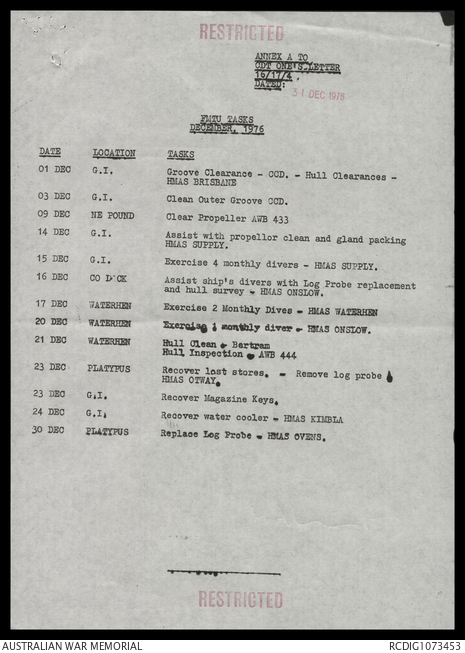 RESTRICTED
ANNEX A TO
CDT ONE'S LETTER
16/17/4
DATED:
31 DEC 1976
FMTU TASKS
DECEMBER, 1976
DATE LOCATION TASKS
01 DEC G.I. Groove Clearance - CCD. - Hull Clearances -
HMAS BRISBANE
03 DEC G.I. Clean Outer Groove CCD.
09 DEC NE POUND Clear Propeller AWB 433
14 DEC G.I. Assist with propellor clean and gland packing
HMAS SUPPLY.
15 DEC G.I. Exercise 4 monthly divers - HMAS SUPPLY.
16 DEC CO DOCK Assist ship's divers with Log Probe replacement
and hull survey - HMAS ONSLOW.
17 DEC WATERHEN Exercise 2 Monthly Dives - HMAS WATERHEN
20 DEC WATERHEN Exercise 1 monthly diver - HMAS ONSLOW.
21 DEC WATERHEN Hull Clean - Bertram
Hull Inspection - AWB 444
23 DEC PLATYPUS Recover lost stores. - Remove log probe
HMAS OTWAY.
23 DEC G.I. Recover Magazine Keys.
24 DEC G.I. Recover water cooler - HMAS KIMBLA
30 DEC PLATYPUS Replace Log Probe - HMAS OVENS.
RESTRICTED
AUSTRALIAN WAR MEMORIAL RCDIG1073453